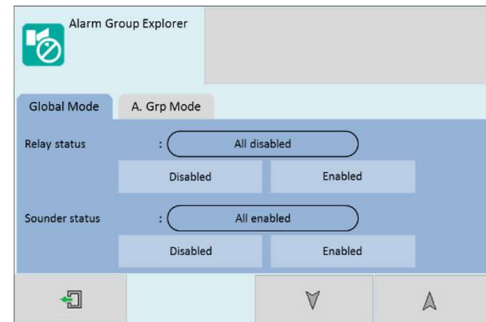 Alarm Group Explorer
Global Mode A. Grp Mode
Relay status : All disabled
Disabled Enabled
Sounder status : All enabled
Disabled Enabled